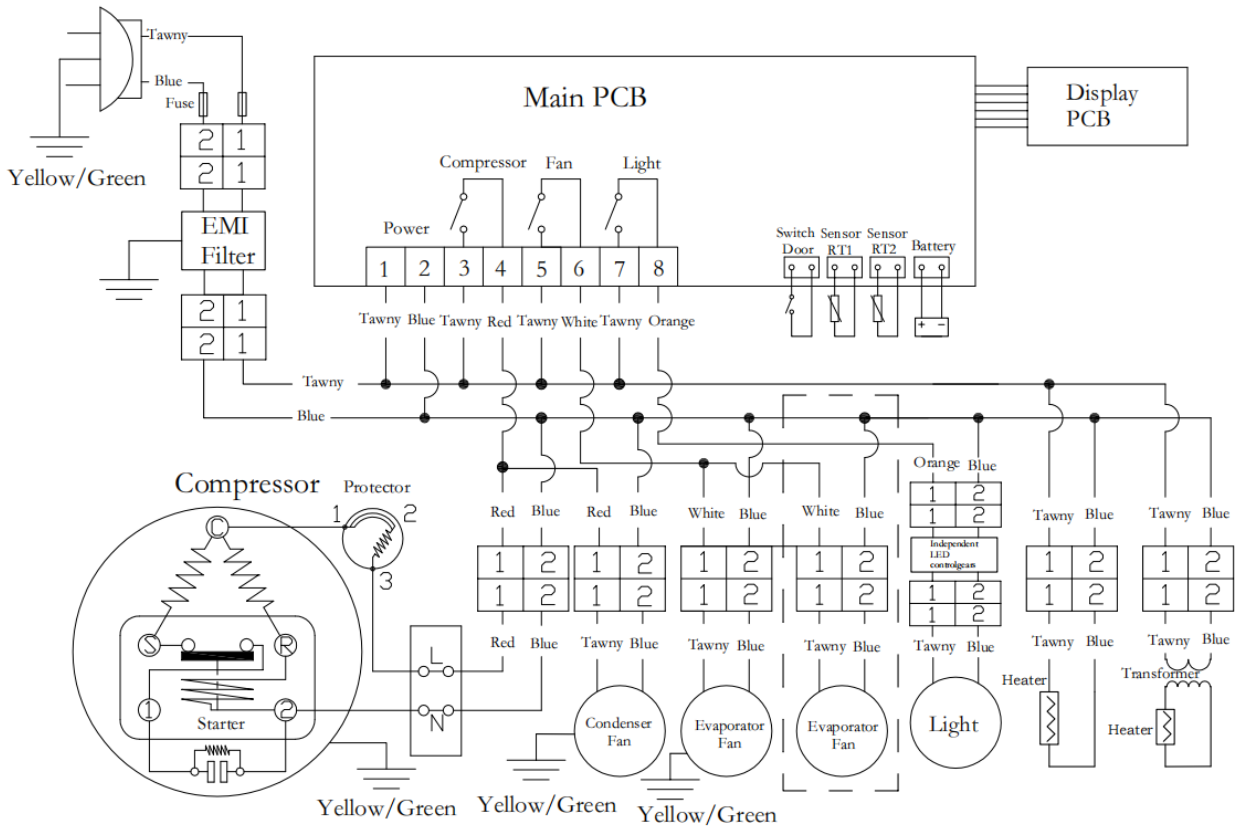 Tawny
Blue
Fuse
2 1
2 1
Yellow/Green
EMI
Filter
2 1
2 1
Main PCB
Display
PCB
Compressor Fan Light
Power
1 2 3 4 5 6 7 8
Switch
Door
Sensor
RT1
Sensor
RT2
Battery
+ -
Tawny Blue Tawny Red Tawny White Tawny Orange
Tawny
Blue
Orange Blue
Compressor
Protector
1 2
3
C
S R
1 2
Starter
L
N
Yellow/Green
Red Blue Red Blue White Blue White Blue
1 2
1 2
1 2
1 2
1 2
1 2
1 2
1 2
1 2
1 2
Independent
LED
controlgears
1 2
1 2
Tawny Blue Tawny Blue
1 2
1 2
1 2
1 2
Red Blue Tawny Blue Tawny Blue Tawny Blue Tawny Blue Tawny Blue Tawny Blue
Condenser
Fan
Evaporator
Fan
Evaporator
Fan
Light
Heater
Transformer
Heater
Yellow/Green
Yellow/Green